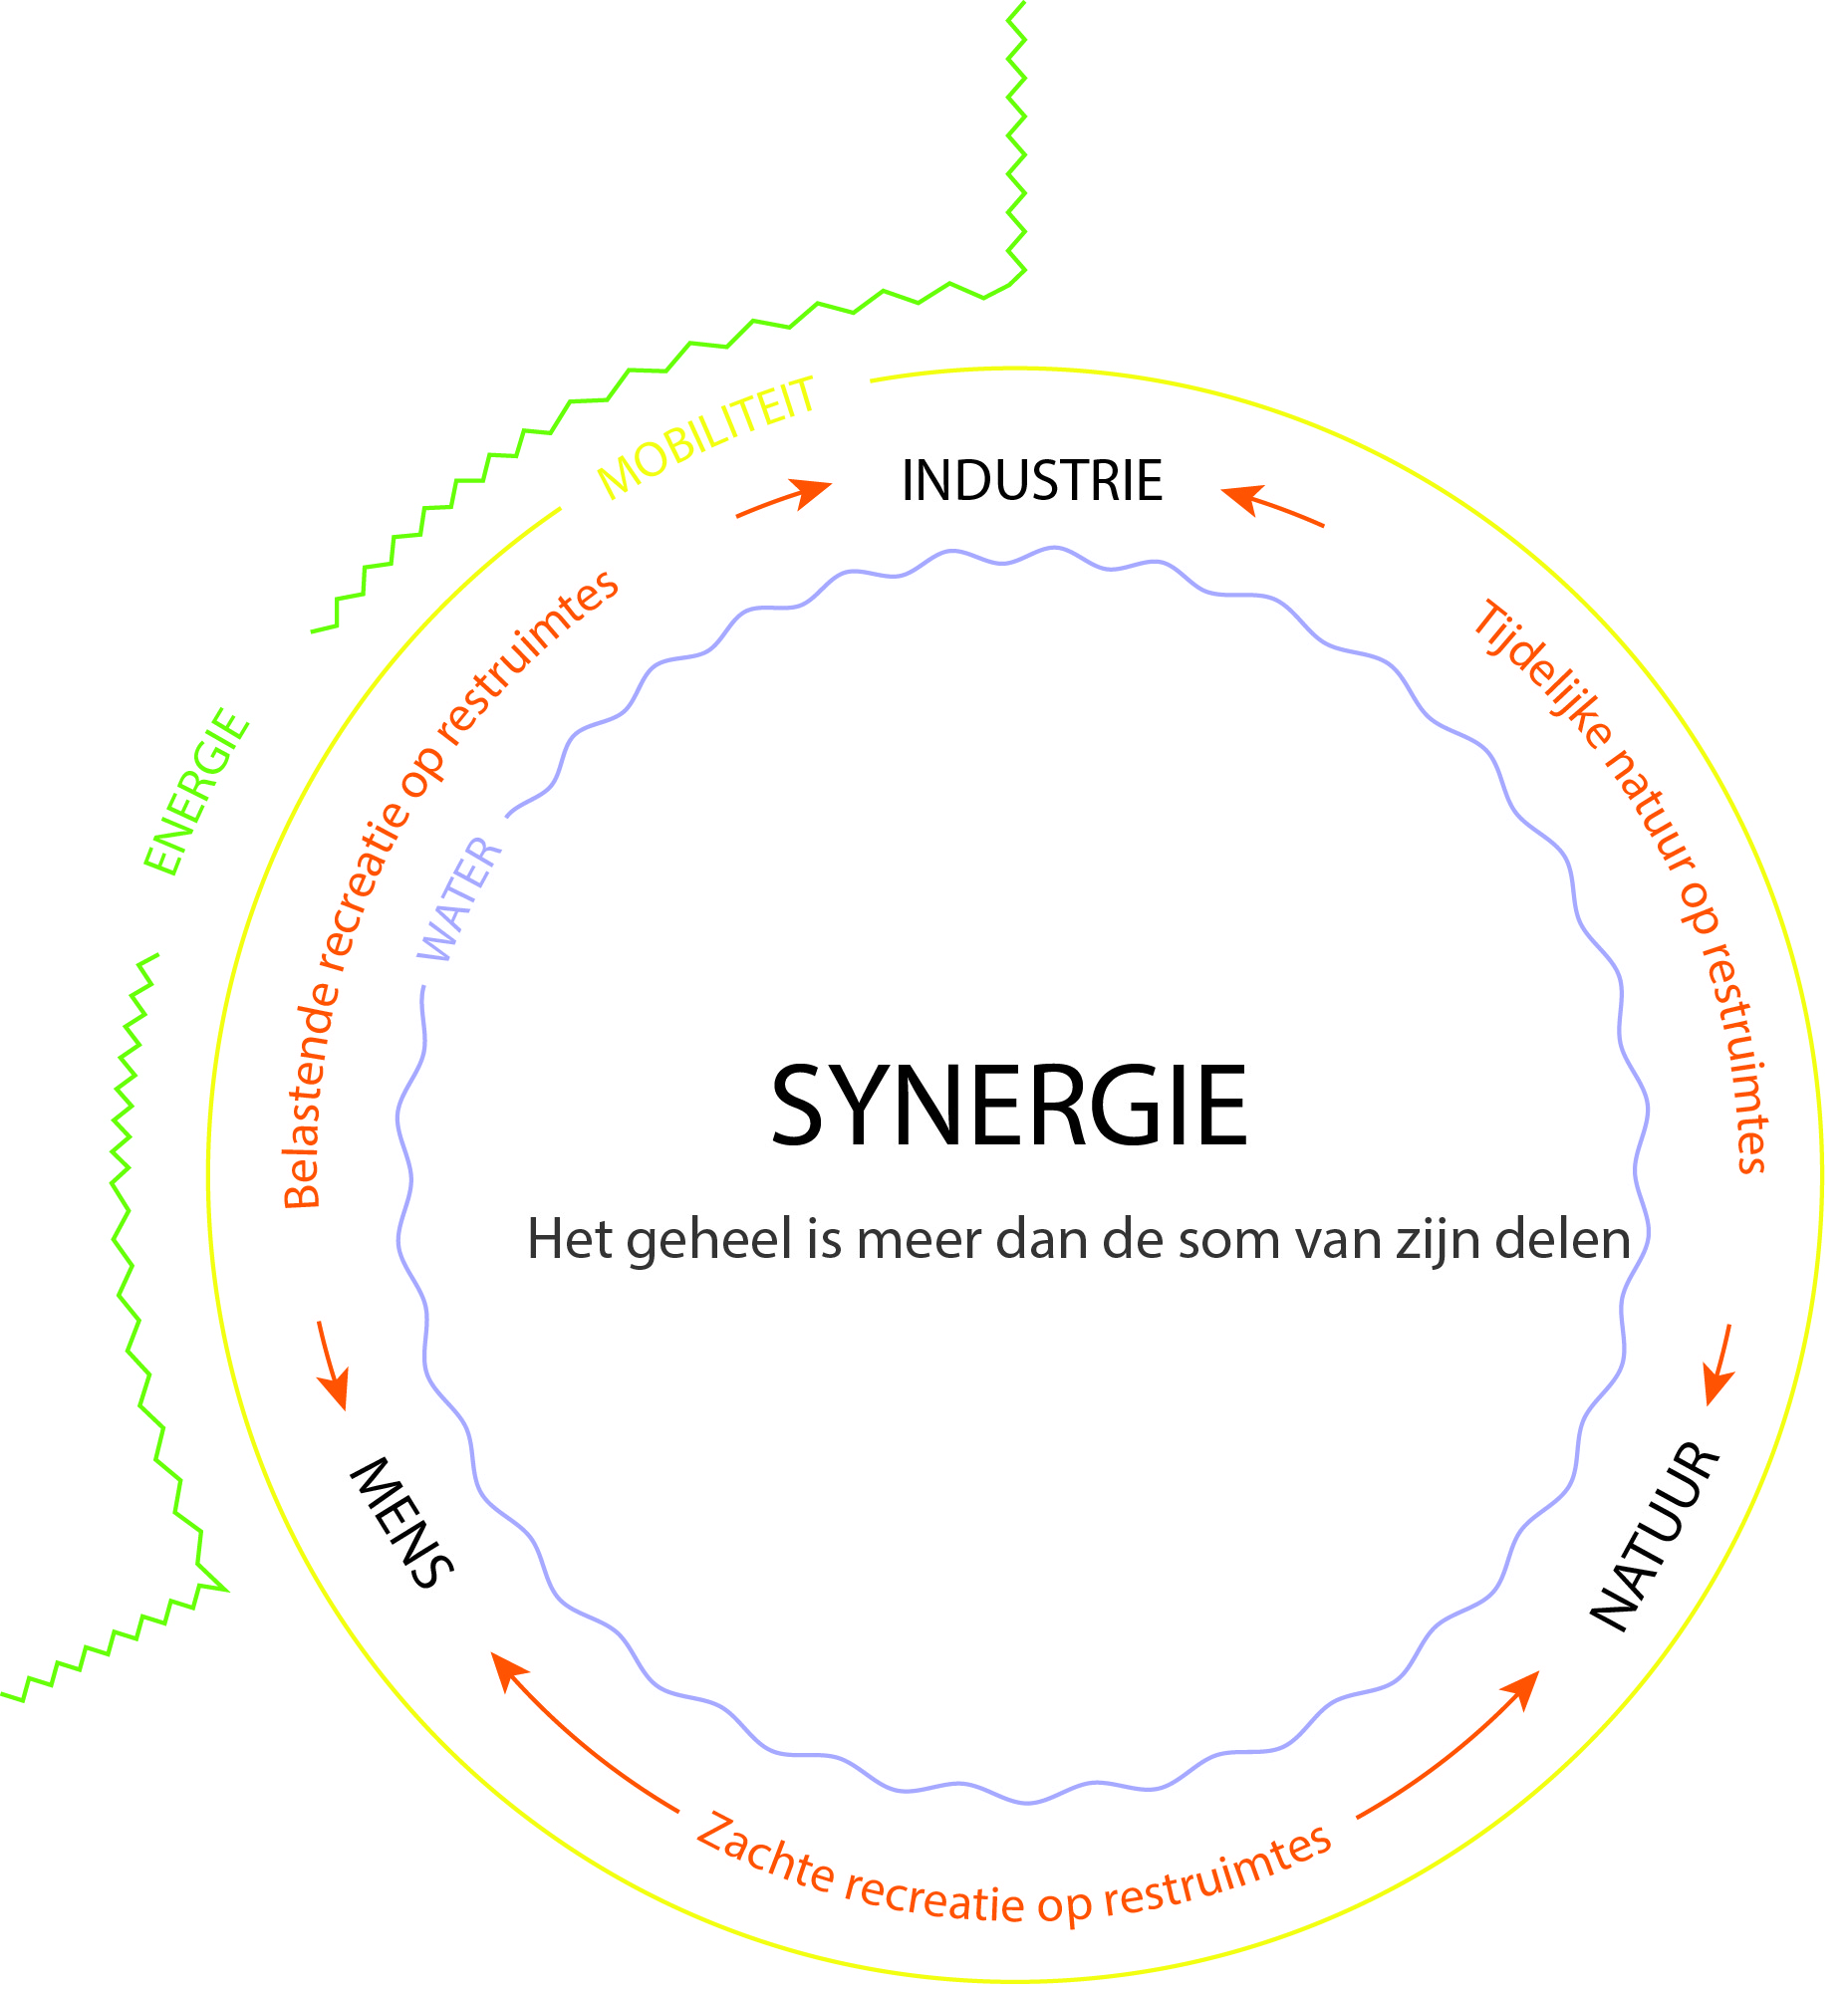 MOBILITEIT
INDUSTRIE
Belastende recreatie op restruimtes
Tijdelijke natuur op restruimtes
ENERGIE
WATER
SYNERGIE
Het geheel is meer dan de som van zijn delen
MENS
NATUUR
Zachte recreatie op restruimtes